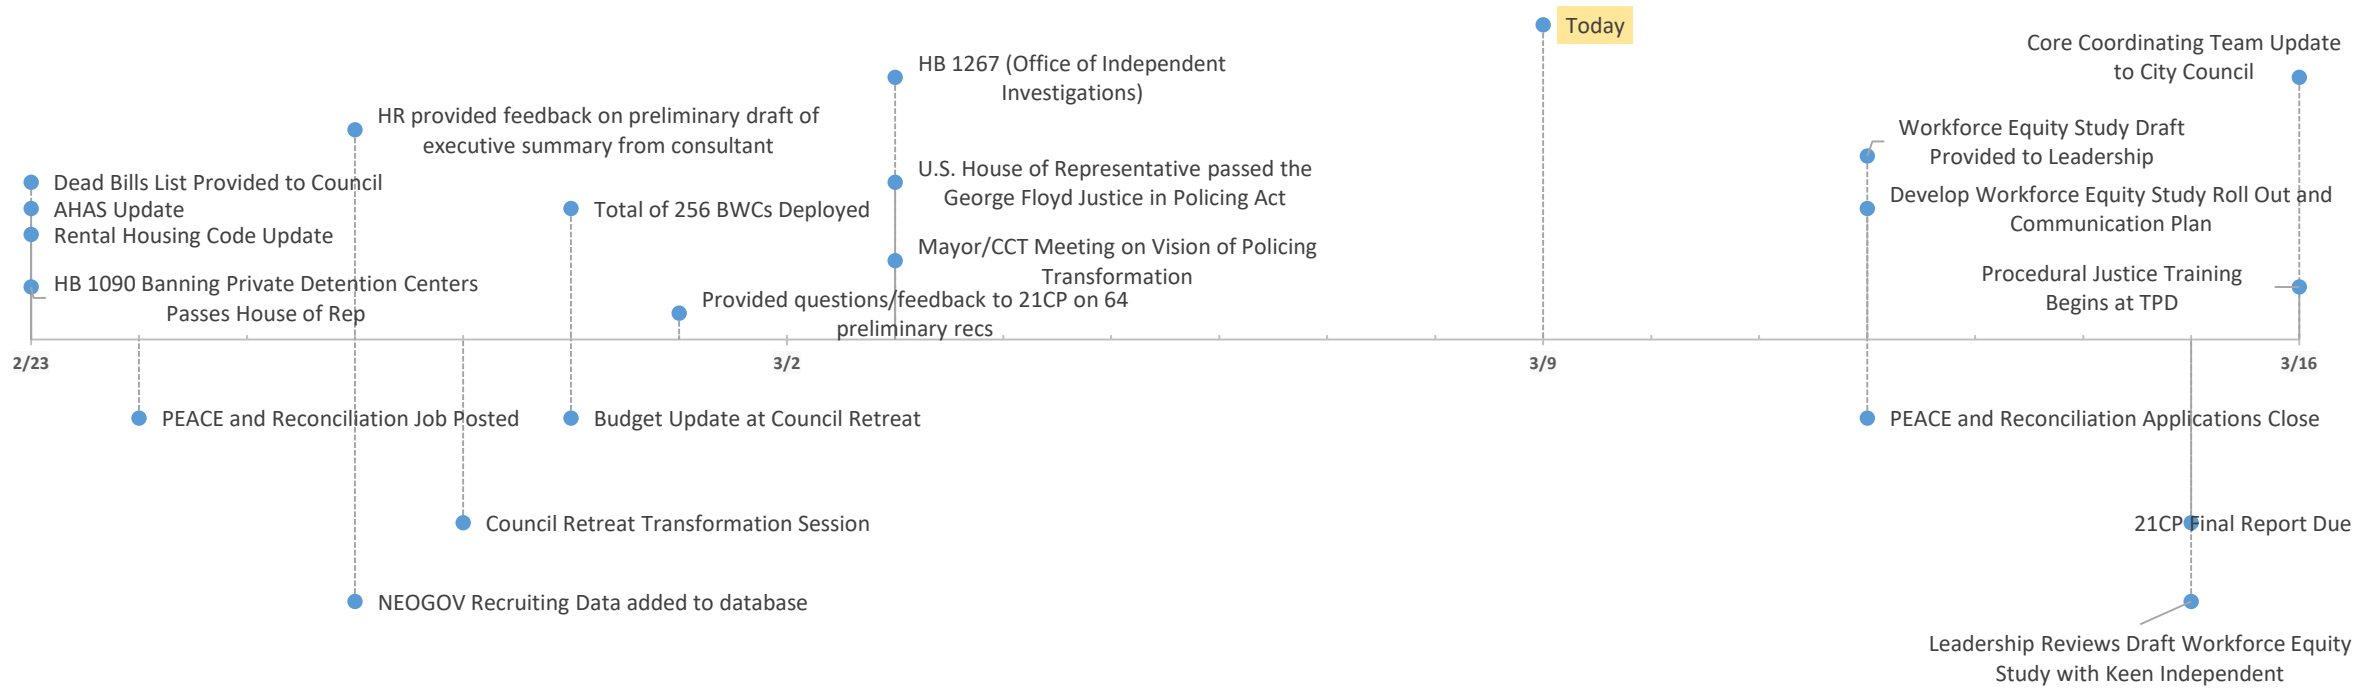 Today
Core Coordinating Team Update
to City Council
HB 1267 (Office of Independent
Investigations)
HR provided feedback on preliminary draft of
executive summary from consultant
Workforce Equity Study Draft
Provided to Leadership
Dead Bills List Provided to Council
AHAS Update
Rental Housing Code Update
HB 1090 Banning Private Detention Centers
Passes House of Rep
Total of 256 BWCs Deployed
U.S. House of Representative passed the
George Floyd Justice in Policing Act
Mayor/CCT Meeting on Vision of Policing
Transformation
Provided questions/feedback to 21CP on 64
preliminary recs
Develop Workforce Equity Study Roll Out and
Communication Plan
Procedural Justice Training
Begins at TPD
2/23
3/2
3/9
3/16
PEACE and Reconciliation Job Posted
Budget Update at Council Retreat
PEACE and Reconciliation Applications Close
Council Retreat Transformation Session
21CP Final Report Due
NEOGOV Recruiting Data added to database
Leadership Reviews Draft Workforce Equity
Study with Keen Independent